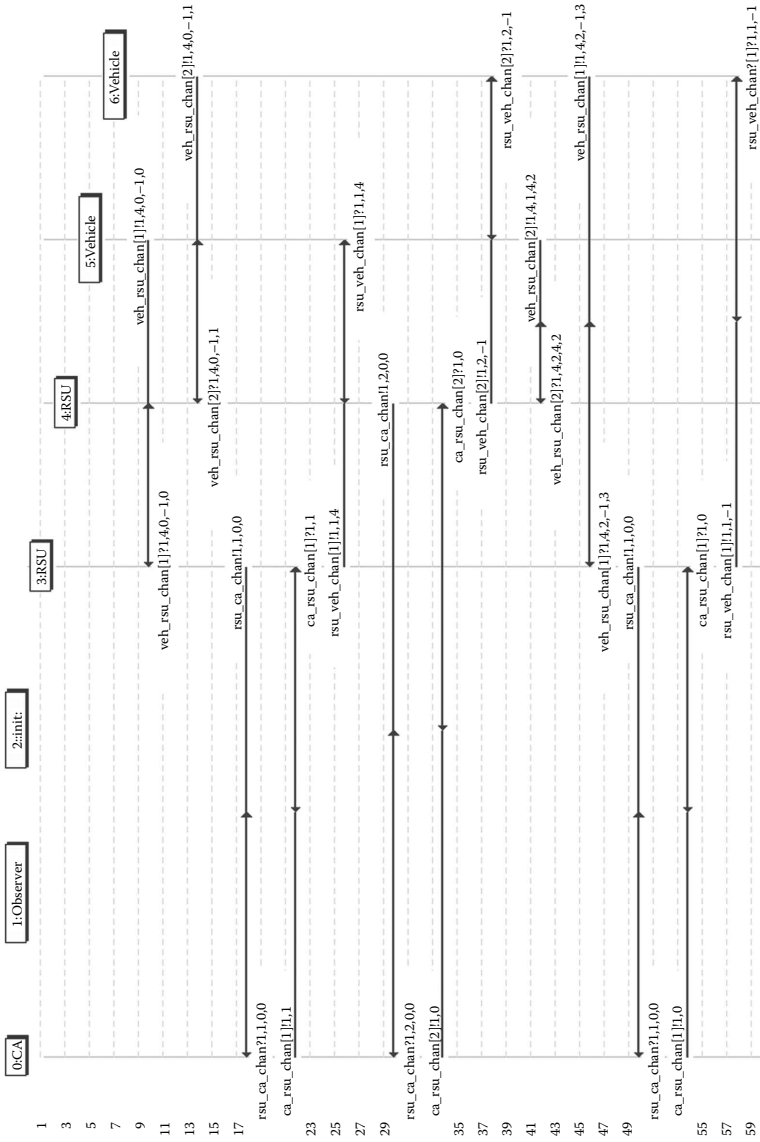 0:CA
1:Observer
2::init:
3:RSU
4:RSU
5:Vehicle
6:Vehicle
1
3
5
7
9
veh_rsu_chan[1]!1,4,0,−1,0
11
veh_rsu_chan[1]?1,4,0,−1,0
13
veh_rsu_chan[2]!1,4,0,−1,1
15
veh_rsu_chan[2]?1,4,0,−1,1
17
rsu_ca_chan!1,1,0,0
rsu_ca_chan?1,1,0,0
ca_rsu_chan[1]!1,1
23
ca_rsu_chan[1]?1,1
25
rsu_veh_chan[1]!1,1,4
27
rsu_veh_chan[1]?1,1,4
29
rsu_ca_chan!1,2,0,0
rsu_ca_chan?1,2,0,0
ca_rsu_chan[2]!1,0
35
ca_rsu_chan[2]?1,0
37
rsu_veh_chan[2]!1,2,−1
39
rsu_veh_chan[2]?1,2,−1
41
veh_rsu_chan[2]!1,4,1,4,2
43
veh_rsu_chan[2]?1,4,2,4,2
45
veh_rsu_chan[1]!1,4,2,−1,3
47
veh_rsu_chan[1]?1,4,2,−1,3
49
rsu_ca_chan!1,1,0,0
rsu_ca_chan?1,1,0,0
ca_rsu_chan[1]!1,0
55
ca_rsu_chan[1]?1,0
57
rsu_veh_chan[1]!1,1,−1
59
rsu_veh_chan?[1]?1,1,−1